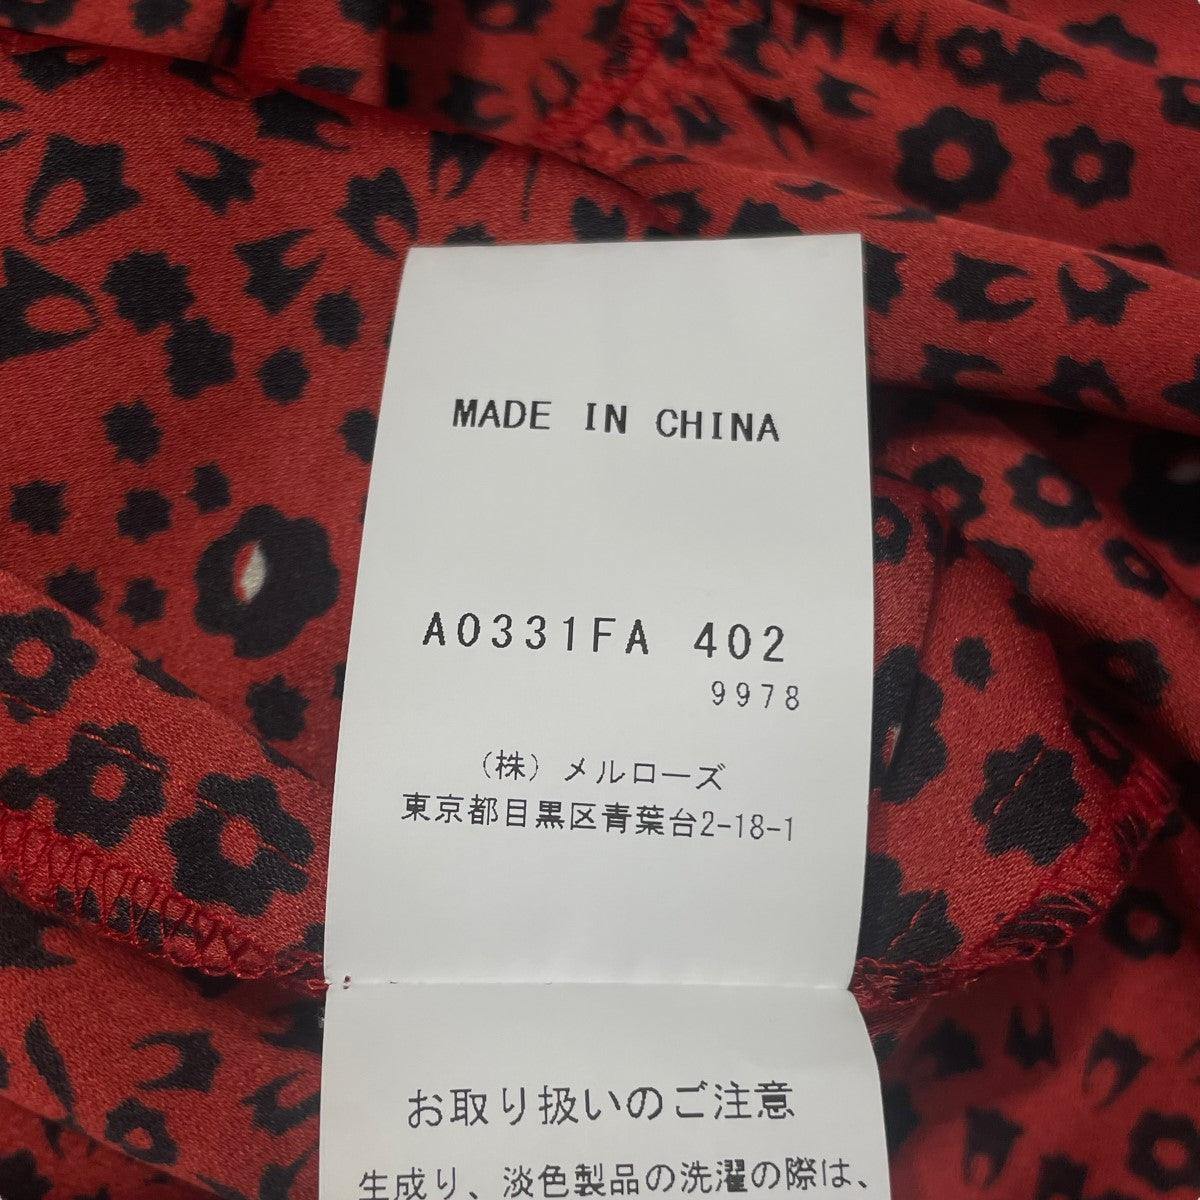 MADE IN CHINA
A0331FA 402
9978
（株）メルローズ
東京都目黒区青葉台2-18-1
お取り扱いのご注意
生成り、淡色製品の洗濯の際は、